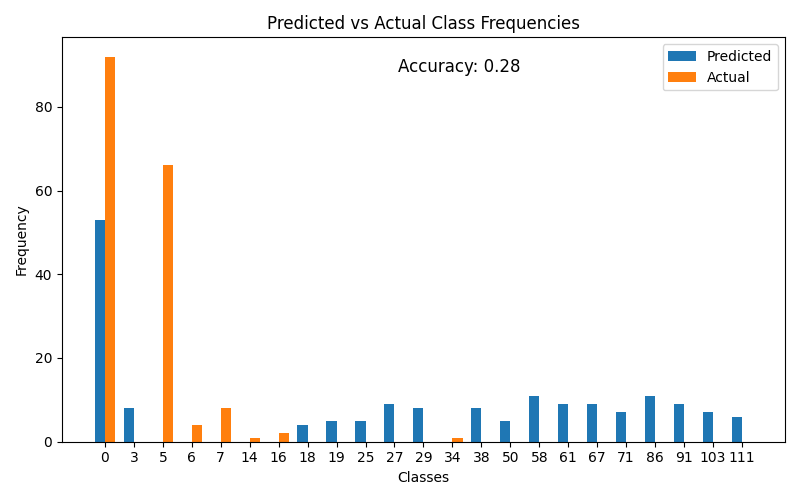 Predicted vs Actual Class Frequencies
Accuracy: 0.28
Predicted
Actual
Frequency
80
60
40
20
0
0 3 5 6 7 14 16 18 19 25 27 29 34 38 50 58 61 67 71 86 91 103 111
Classes